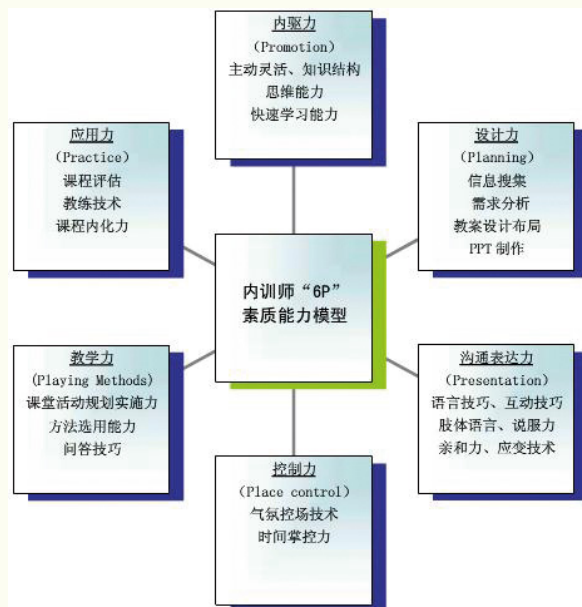 内驱力
(Promotion)
主动灵活、知识结构
思维能力
快速学习能力
应用力
(Practice)
课程评估
教练技术
课程内化力
设计力
(Planning)
信息搜集
需求分析
教案设计布局
PPT 制作
内训师“6P”
素质能力模型
教学力
(Playing Methods)
课堂活动规划实施力
方法选用能力
问答技巧
沟通表达力
(Presentation)
语言技巧、互动技巧
肢体语言、说服力
亲和力、应变技术
控制力
(Place control)
气氛控场技术
时间掌控力